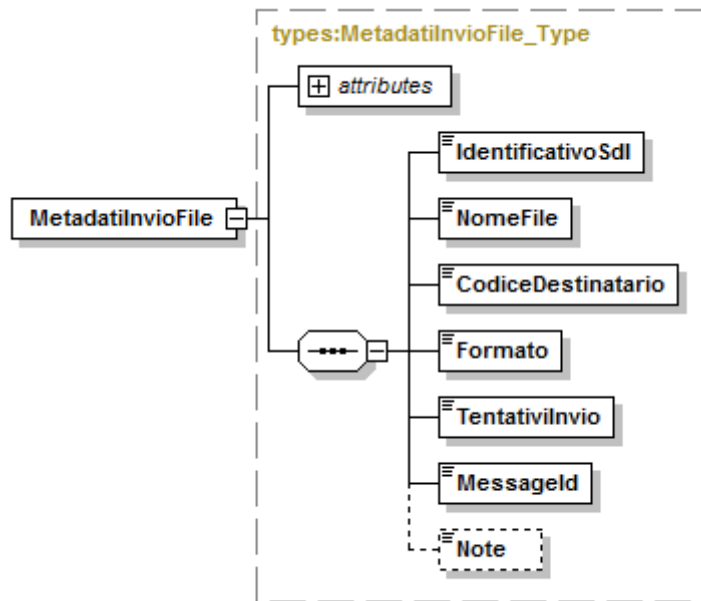 types:MetadatiInvioFile_Type
attributes
IdentificativoSdI
MetadatiInvioFile
NomeFile
CodiceDestinatario
Formato
TentativiInvio
MessageId
Note